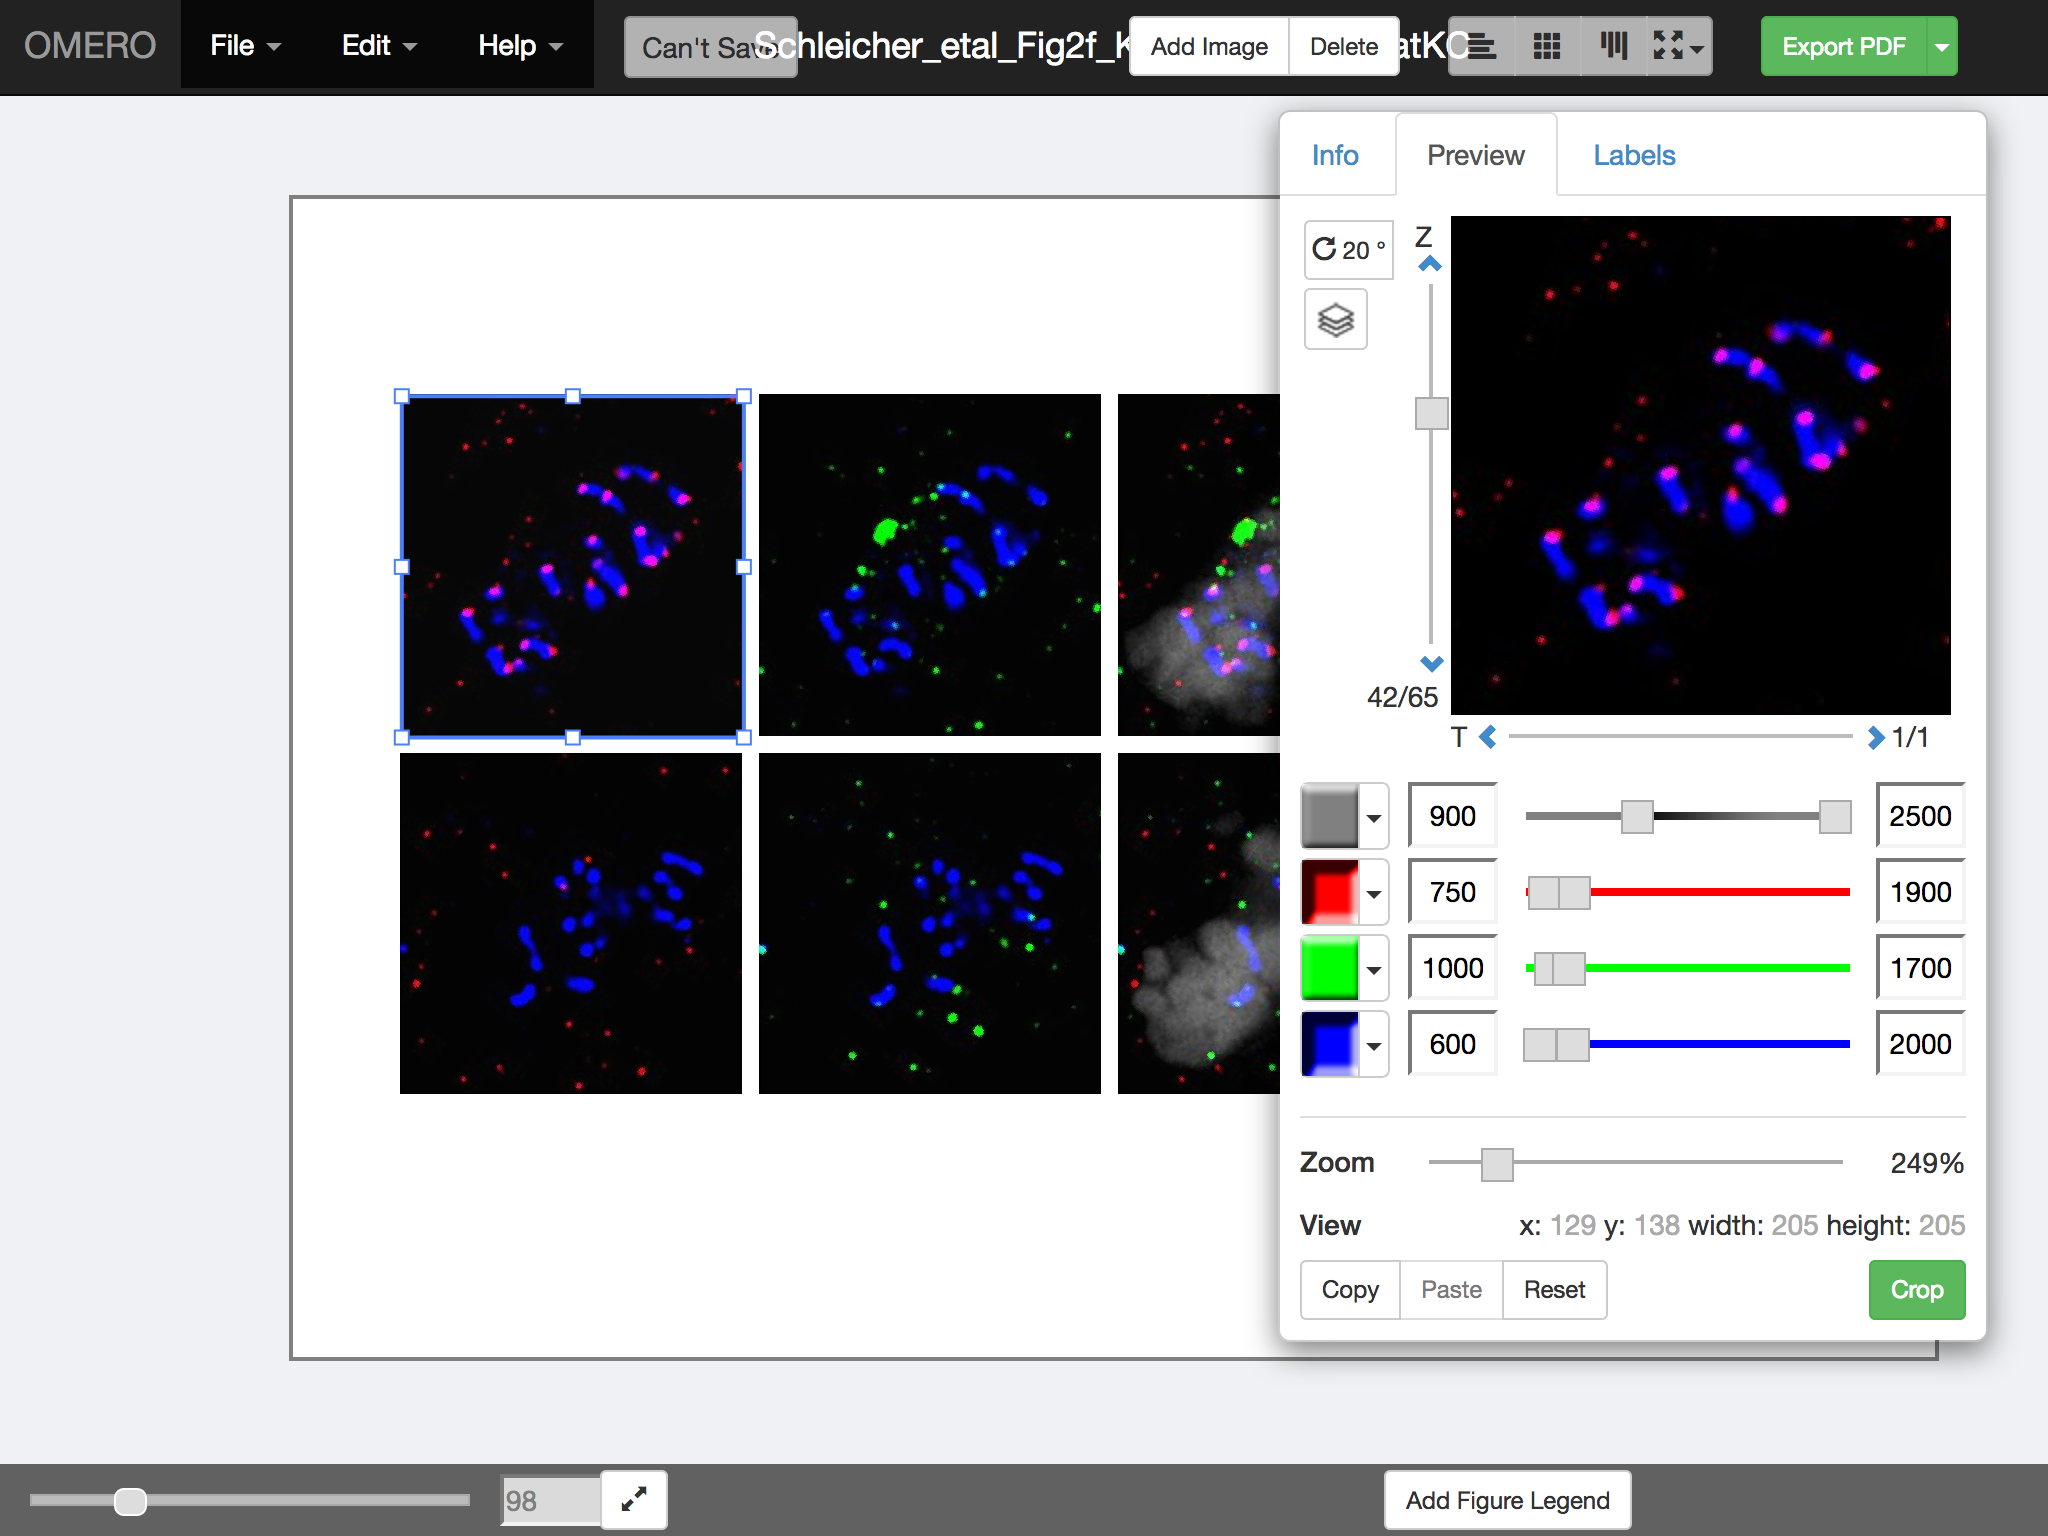 OMERO File Edit Help Can't Sav Schleicher_etal_Fig2f_K Add Image Delete atKC Export PDF
Info Preview Labels
20 ° Z
42/65
T 1/1
900 2500
750 1900
1000 1700
600 2000
Zoom 249%
View x: 129 y: 138 width: 205 height: 205
Copy Paste Reset Crop
98 Add Figure Legend